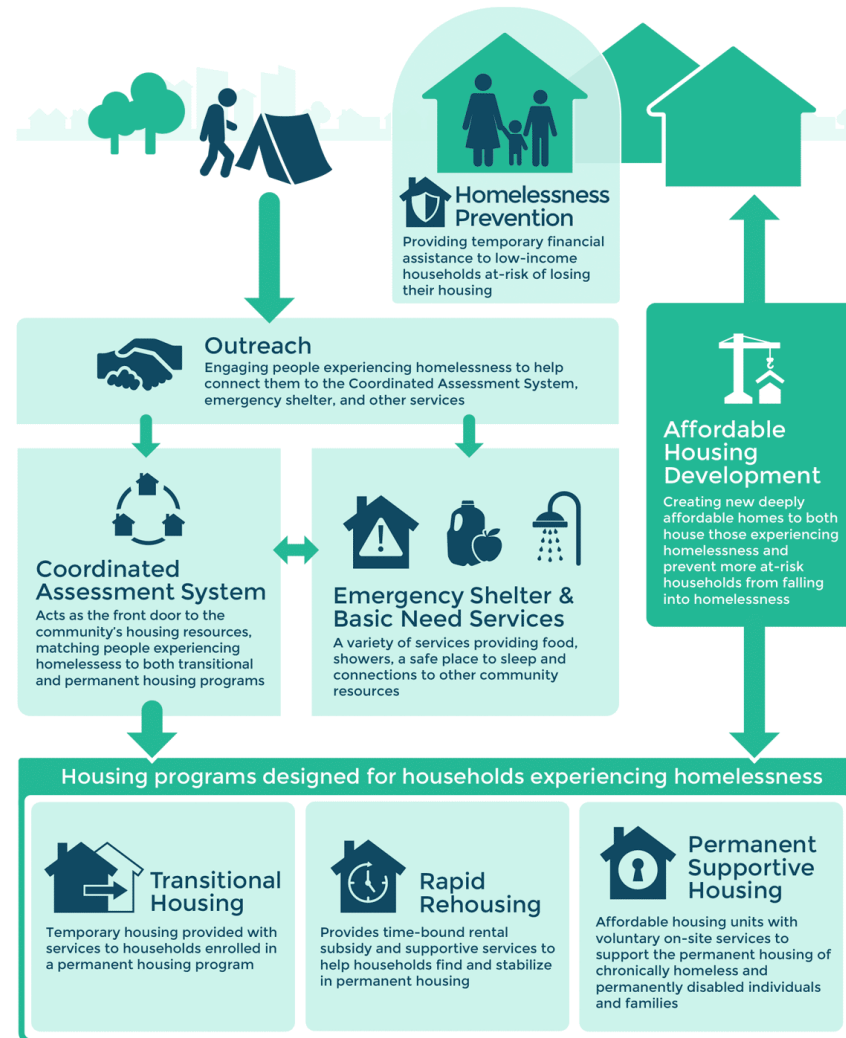 Homelessness
Prevention
Providing temporary financial
assistance to low-income
households at-risk of losing
their housing
Outreach
Engaging people experiencing homelessness to help
connect them to the Coordinated Assessment System,
emergency shelter, and other services
Affordable
Housing
Development
Creating new deeply
affordable homes to both
house those experiencing
homelessness and
prevent more at-risk
households from falling
into homelessness
Coordinated
Assessment System
Acts as the front door to the
community's housing resources,
matching people experiencing
homelessess to both transitional
and permanent housing programs
Emergency Shelter &
Basic Need Services
A variety of services providing food,
showers, a safe place to sleep and
connections to other community
resources
Housing programs designed for households experiencing homelessness
Transitional
Housing
Temporary housing provided with
services to households enrolled in
a permanent housing program
Rapid
Rehousing
Provides time-bound rental
subsidy and supportive services to
help households find and stabilize
in permanent housing
Permanent
Supportive
Housing
Affordable housing units with
voluntary on-site services to
support the permanent housing of
chronically homeless and
permanently disabled individuals
and families